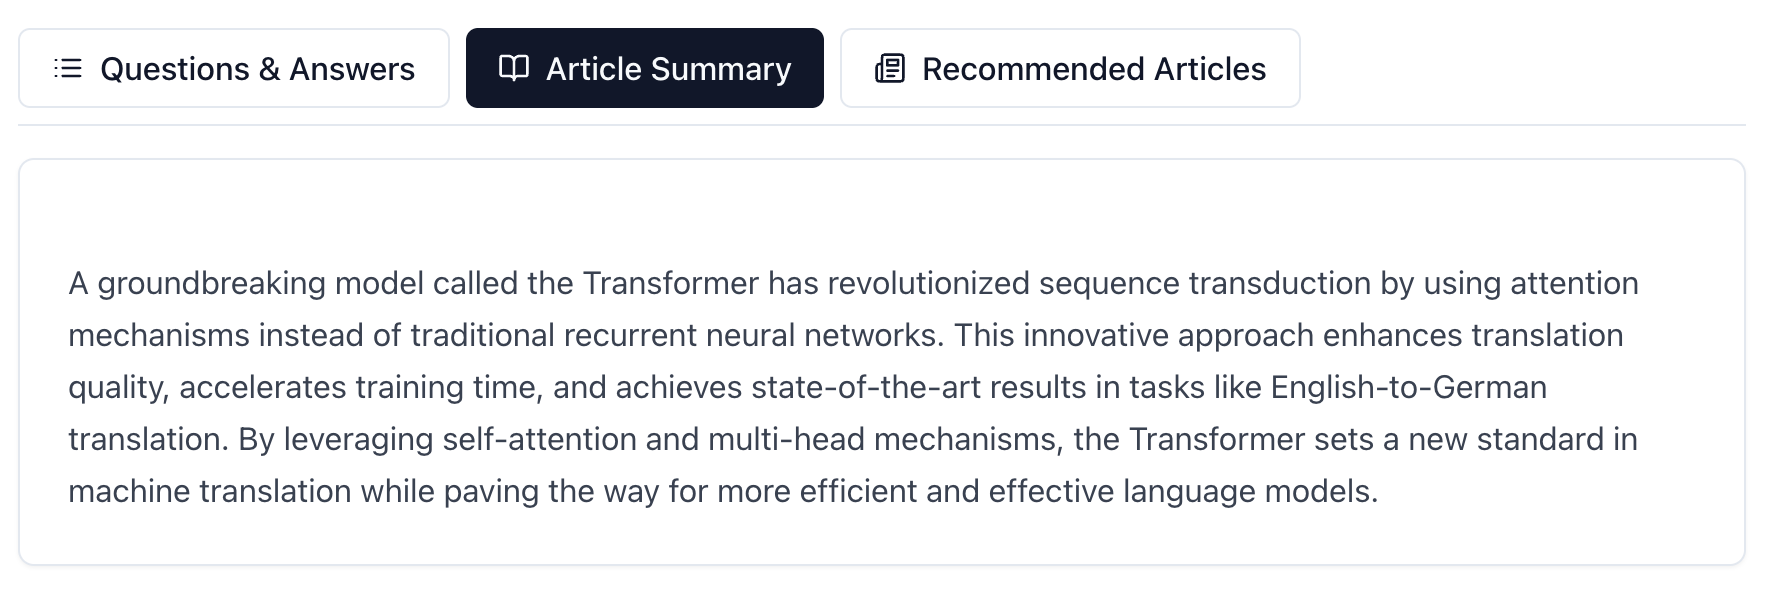 Questions & Answers
Article Summary
Recommended Articles
A groundbreaking model called the Transformer has revolutionized sequence transduction by using attention
mechanisms instead of traditional recurrent neural networks. This innovative approach enhances translation
quality, accelerates training time, and achieves state-of-the-art results in tasks like English-to-German
translation. By leveraging self-attention and multi-head mechanisms, the Transformer sets a new standard in
machine translation while paving the way for more efficient and effective language models.